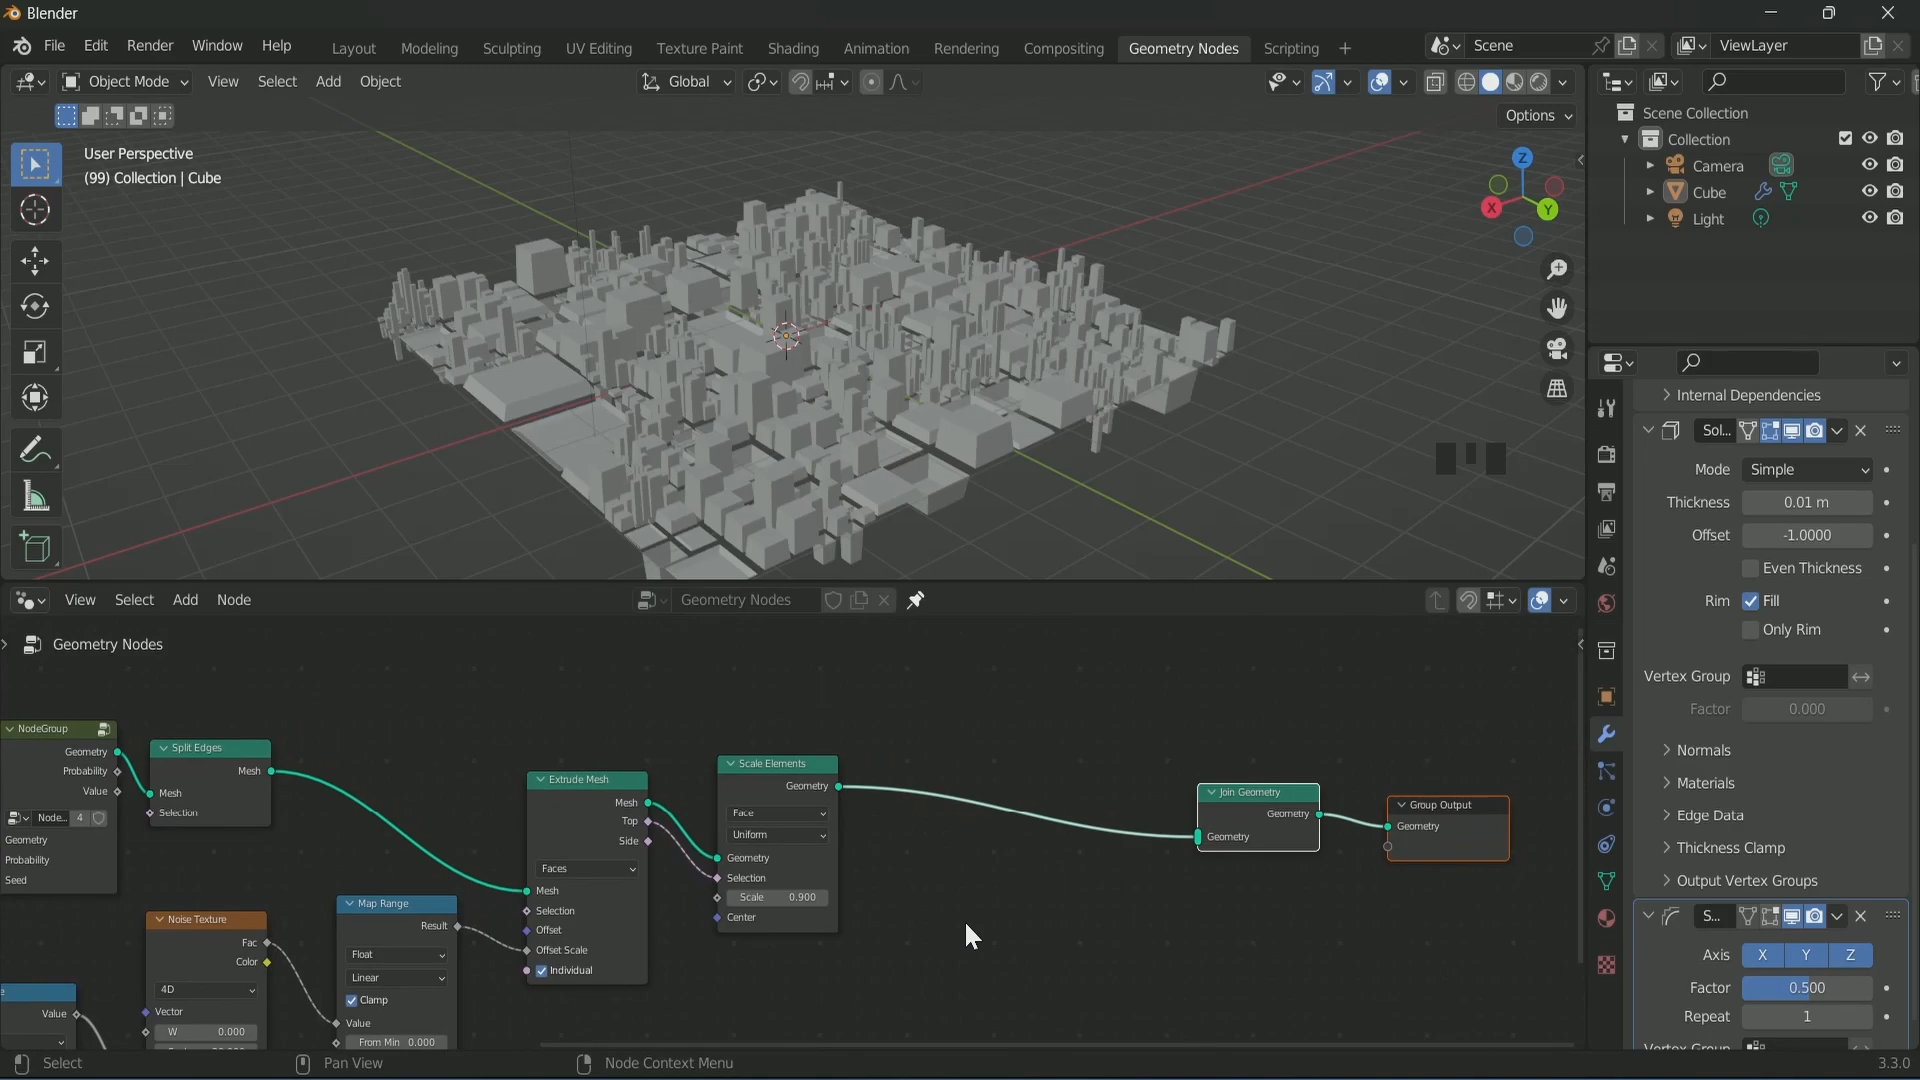 Blender
File Edit Render Window Help
Layout Modeling Sculpting UV Editing Texture Paint Shading Animation Rendering Compositing Geometry Nodes Scripting +
Scene
ViewLayer
Object Mode View Select Add Object
Global
Options
User Perspective
(99) Collection | Cube
Z
X
Y
Scene Collection
Collection
Camera
Cube
Light
Internal Dependencies
Sol...
Mode Simple
Thickness 0.01 m
Offset -1.0000
Even Thickness
Rim Fill
Only Rim
Vertex Group
Factor 0.000
Normals
Materials
Edge Data
Thickness Clamp
Output Vertex Groups
S...
Axis X Y Z
Factor 0.500
Repeat 1
Vertex Group
View Select Add Node
Geometry Nodes
Geometry Nodes
NodeGroup
Geometry
Probability
Value
Node... 4
Geometry
Probability
Seed
Split Edges
Mesh
Mesh
Selection
Noise Texture
Fac
Color
4D
Vector
W 0.000
e
Value
Map Range
Result
Float
Linear
Clamp
Value
From Min 0.000
Extrude Mesh
Mesh
Top
Side
Faces
Mesh
Selection
Offset
Offset Scale
Individual
Scale Elements
Geometry
Face
Uniform
Geometry
Selection
Scale 0.900
Center
Join Geometry
Geometry
Geometry
Group Output
Geometry
Select
Pan View
Node Context Menu
3.3.0